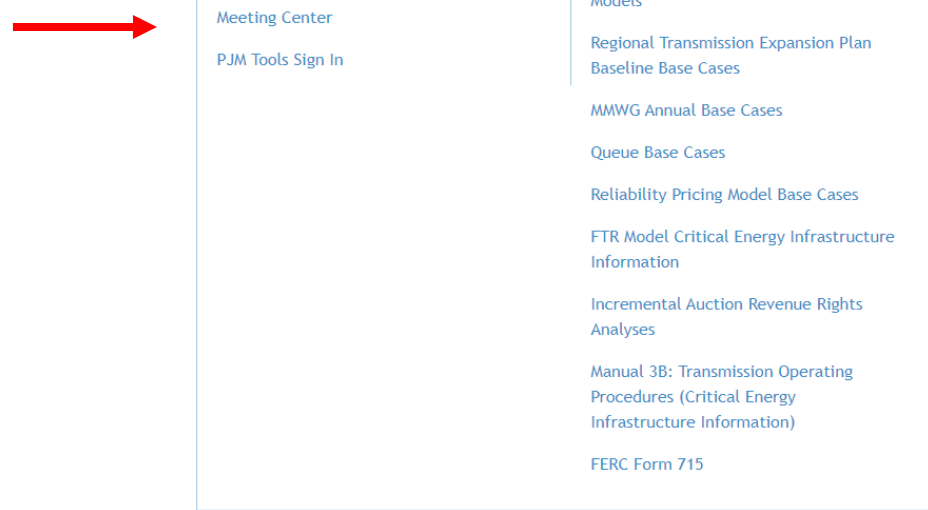 Meeting Center
PJM Tools Sign In
Models
Regional Transmission Expansion Plan
Baseline Base Cases
MMWG Annual Base Cases
Queue Base Cases
Reliability Pricing Model Base Cases
FTR Model Critical Energy Infrastructure
Information
Incremental Auction Revenue Rights
Analyses
Manual 3B: Transmission Operating
Procedures (Critical Energy
Infrastructure Information)
FERC Form 715